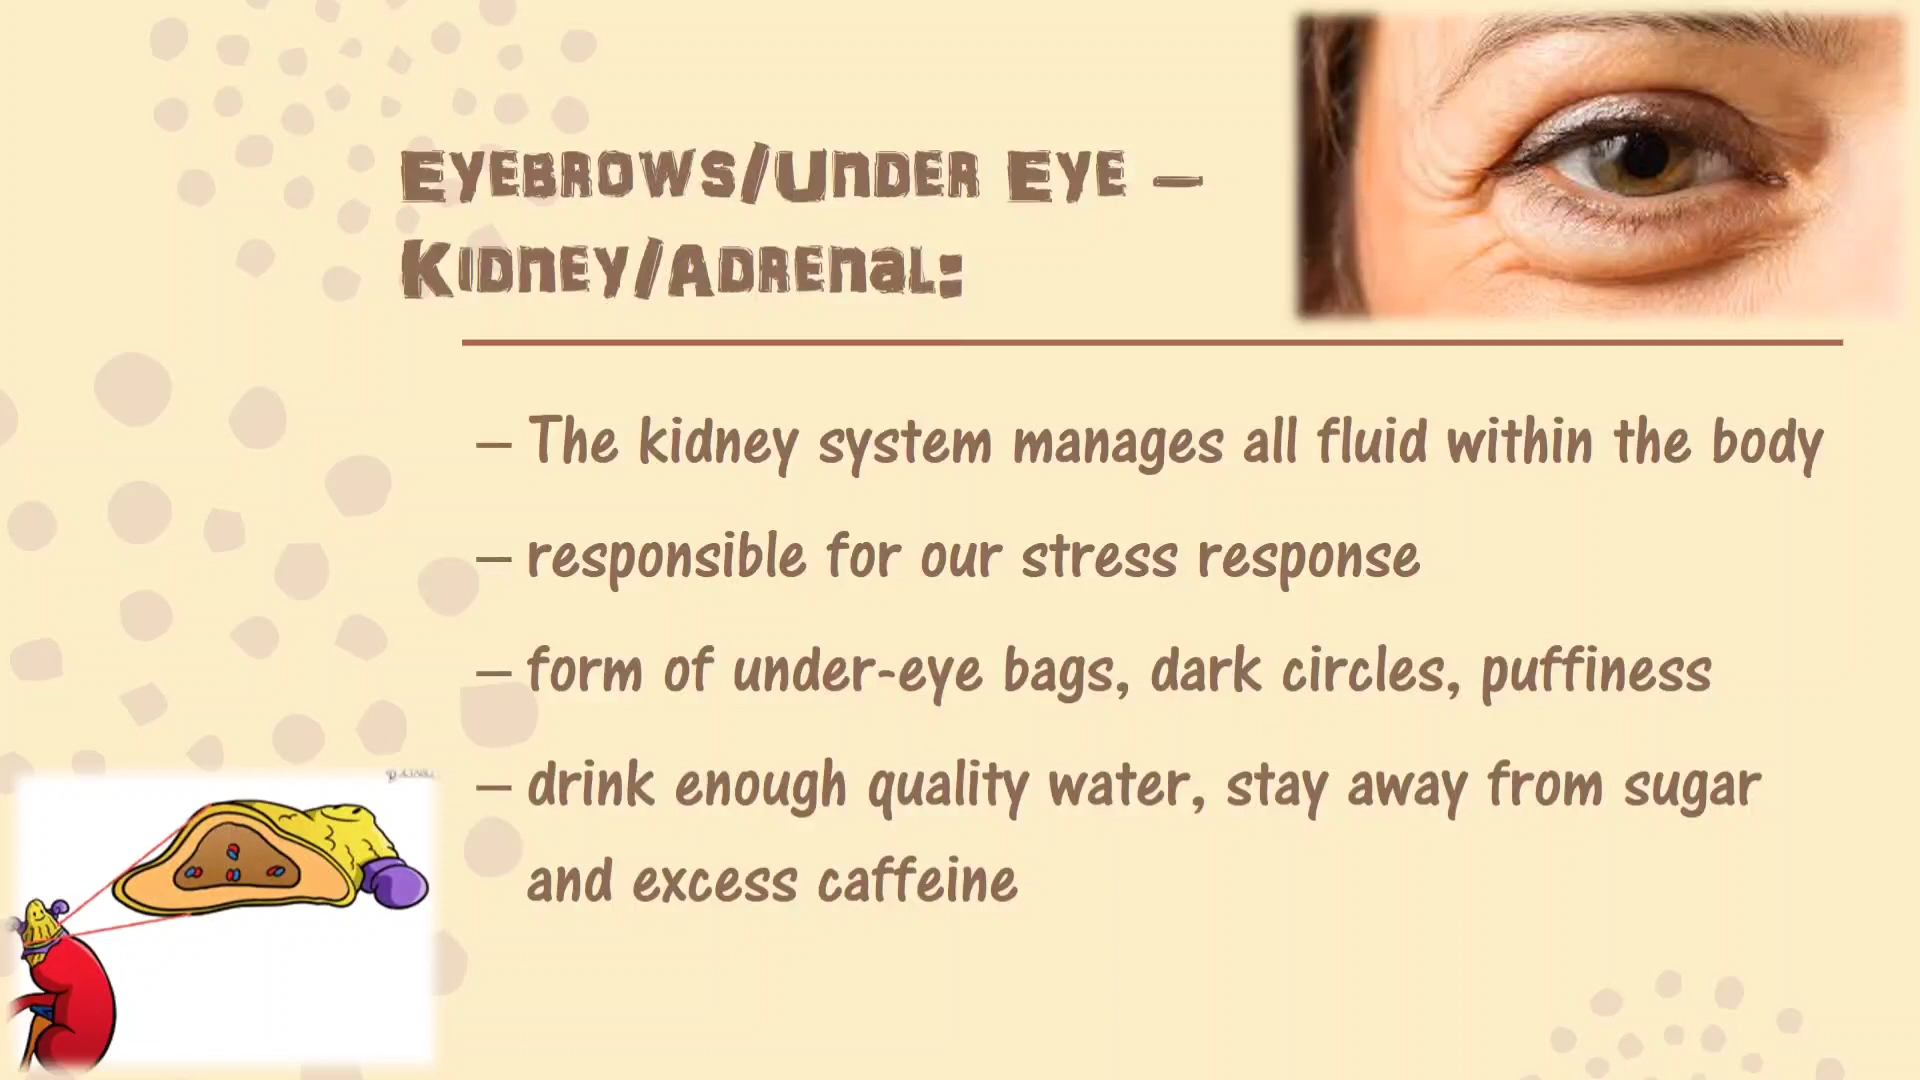 Eyebrows/Under Eye –
Kidney/Adrenal:
– The kidney system manages all fluid within the body
– responsible for our stress response
– form of under-eye bags, dark circles, puffiness
– drink enough quality water, stay away from sugar
and excess caffeine